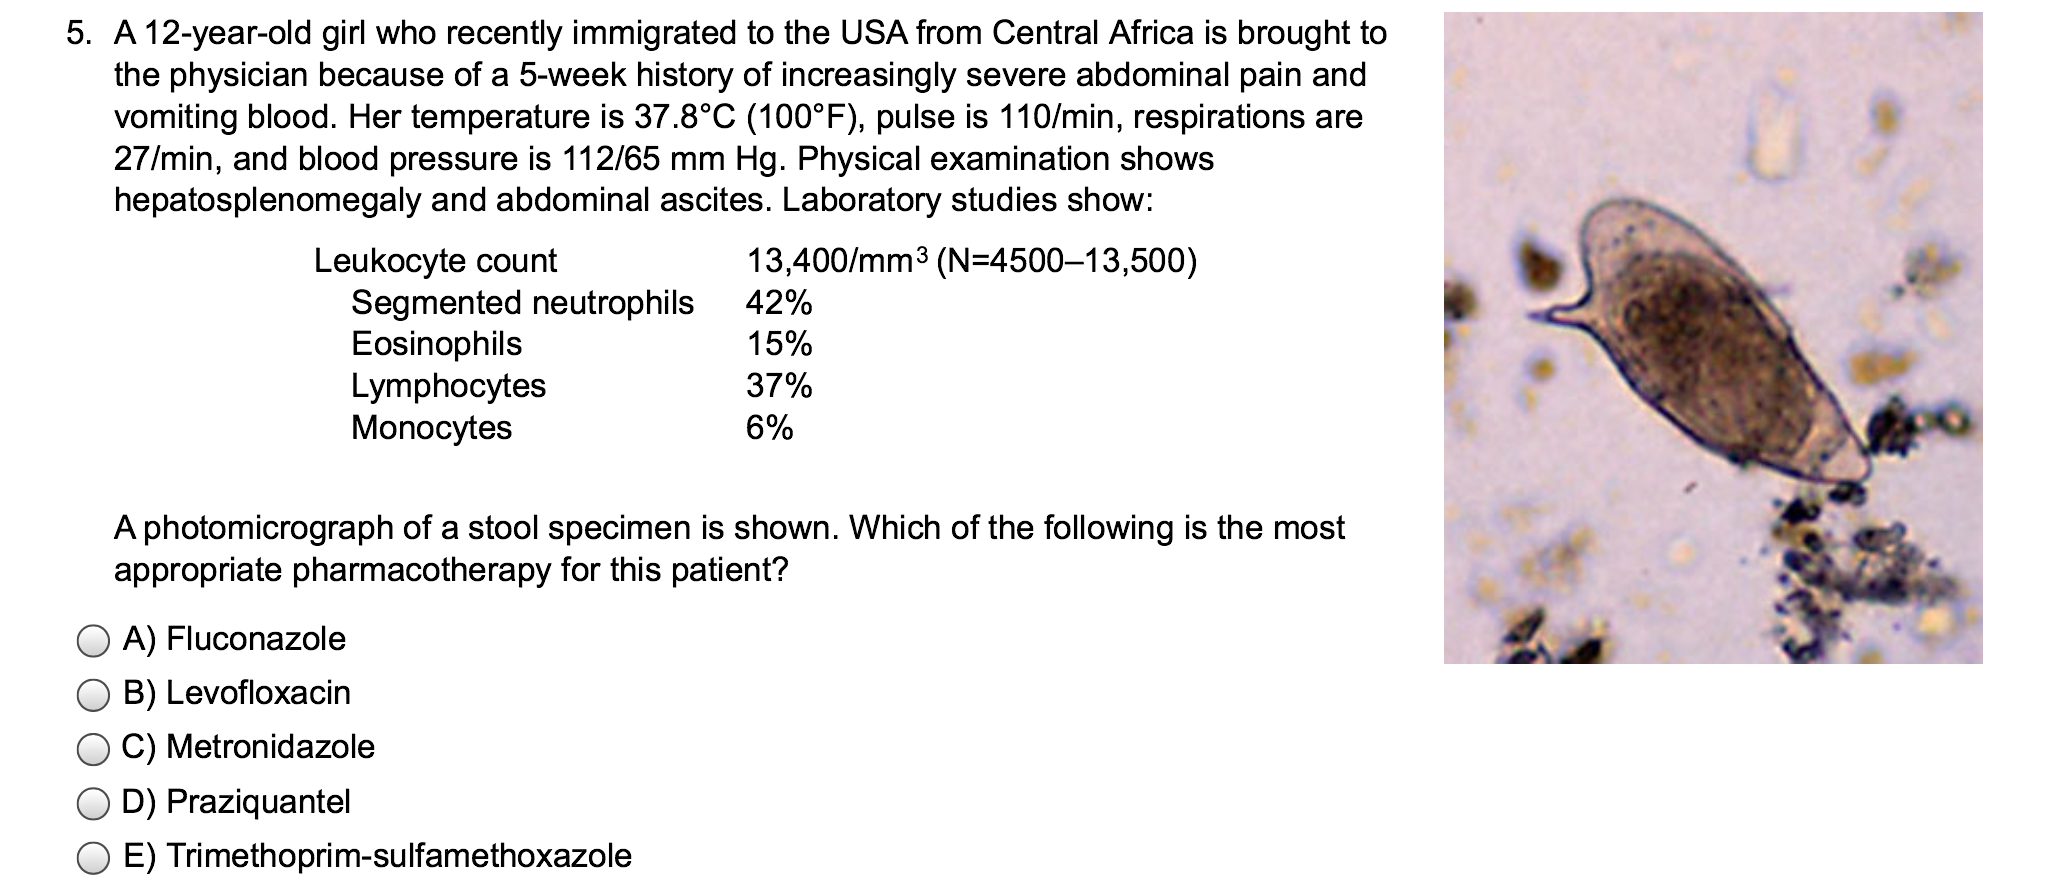 5. A 12-year-old girl who recently immigrated to the USA from Central Africa is brought to
the physician because of a 5-week history of increasingly severe abdominal pain and
vomiting blood. Her temperature is 37.8°C (100°F), pulse is 110/min, respirations are
27/min, and blood pressure is 112/65 mm Hg. Physical examination shows
hepatosplenomegaly and abdominal ascites. Laboratory studies show:
Leukocyte count 13,400/mm³ (N=4500–13,500)
Segmented neutrophils 42%
Eosinophils 15%
Lymphocytes 37%
Monocytes 6%
A photomicrograph of a stool specimen is shown. Which of the following is the most
appropriate pharmacotherapy for this patient?
A) Fluconazole
B) Levofloxacin
C) Metronidazole
D) Praziquantel
E) Trimethoprim-sulfamethoxazole